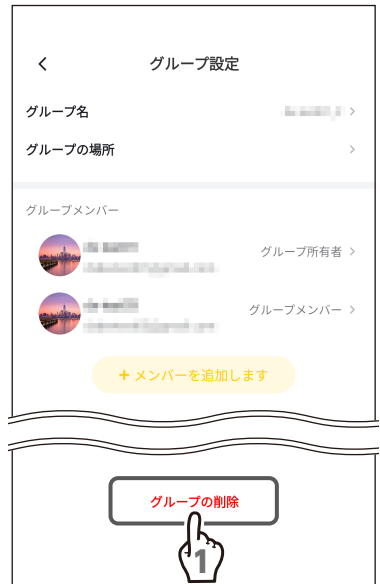 グループ設定
グループ名
グループの場所
グループメンバー
グループ所有者
グループメンバー
+ メンバーを追加します
グループの削除
1